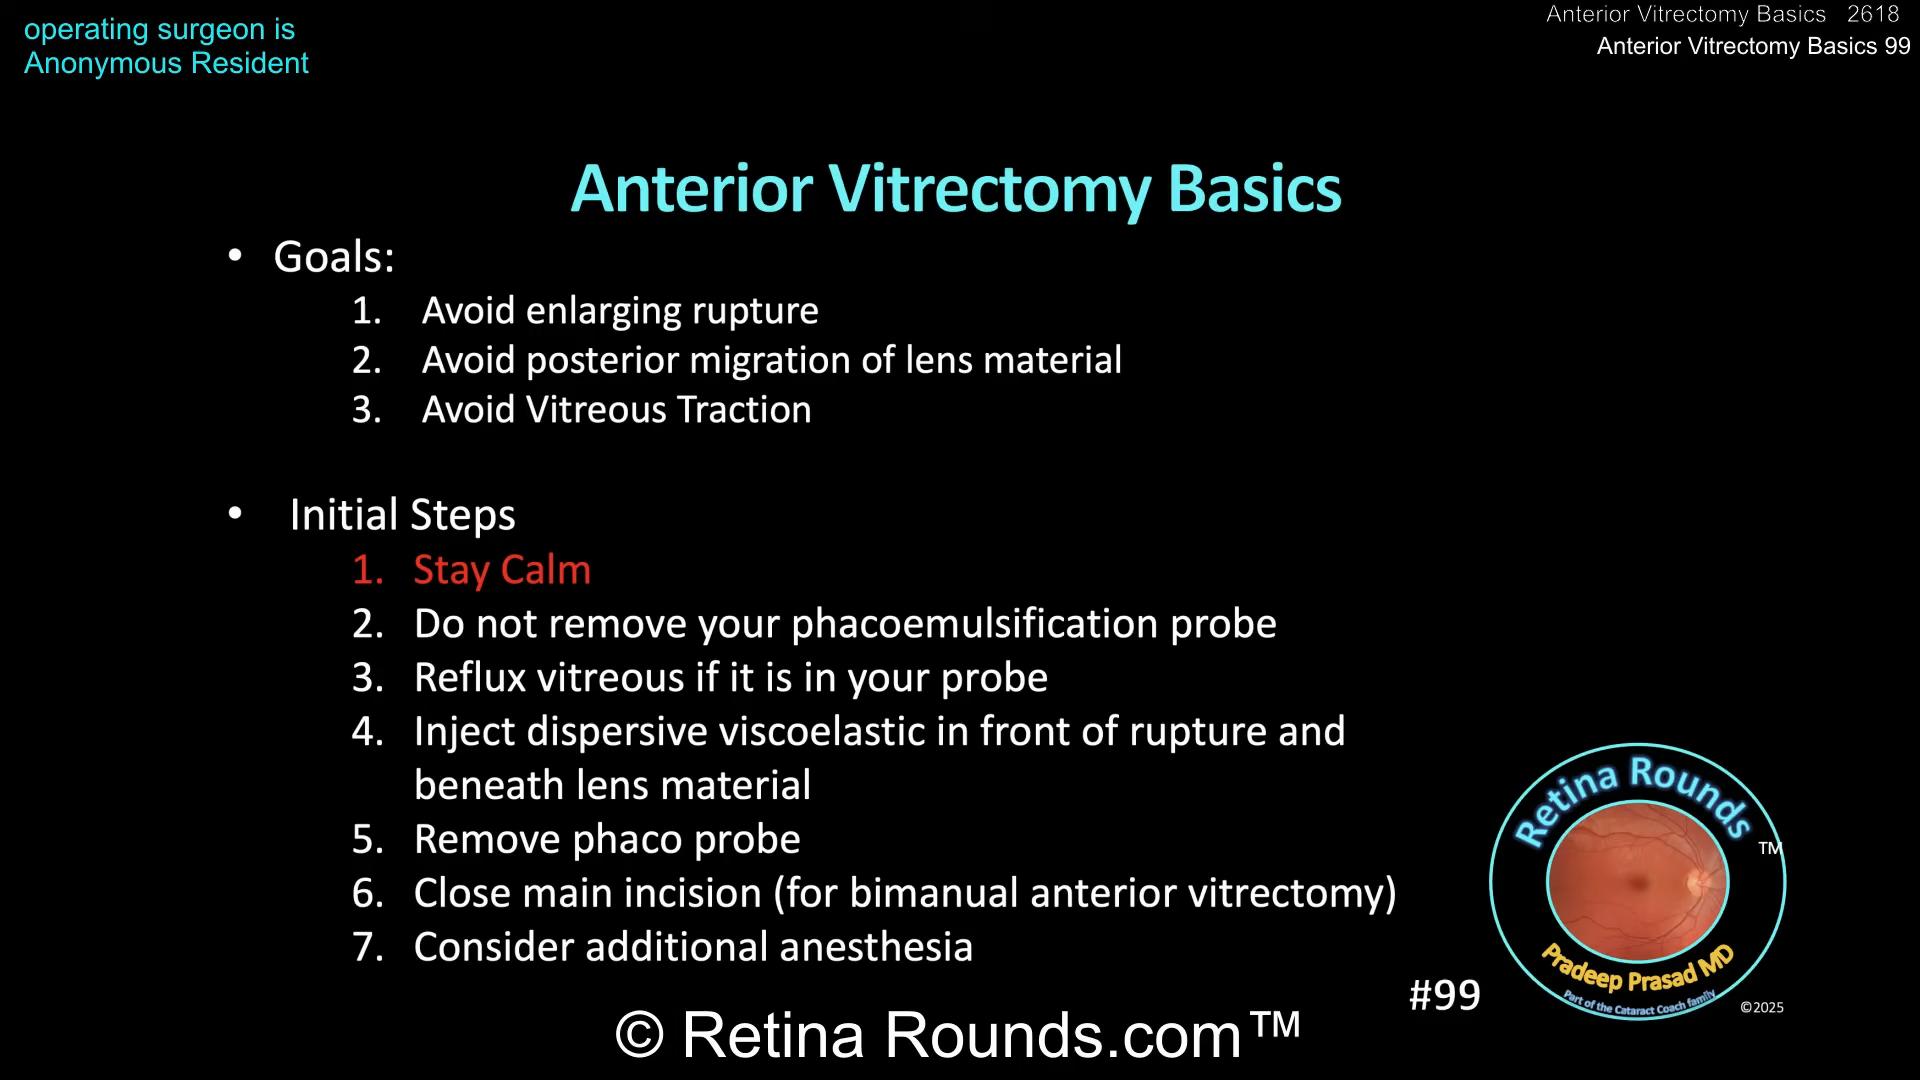 operating surgeon is
Anonymous Resident
Anterior Vitrectomy Basics 2618
Anterior Vitrectomy Basics 99
Anterior Vitrectomy Basics
• Goals:
1. Avoid enlarging rupture
2. Avoid posterior migration of lens material
3. Avoid Vitreous Traction
• Initial Steps
1. Stay Calm
2. Do not remove your phacoemulsification probe
3. Reflux vitreous if it is in your probe
4. Inject dispersive viscoelastic in front of rupture and
beneath lens material
5. Remove phaco probe
6. Close main incision (for bimanual anterior vitrectomy)
7. Consider additional anesthesia
Retina Rounds
TM
Pradeep Prasad MD
Part of the Cataract Coach family
©2025
#99
© Retina Rounds.com™